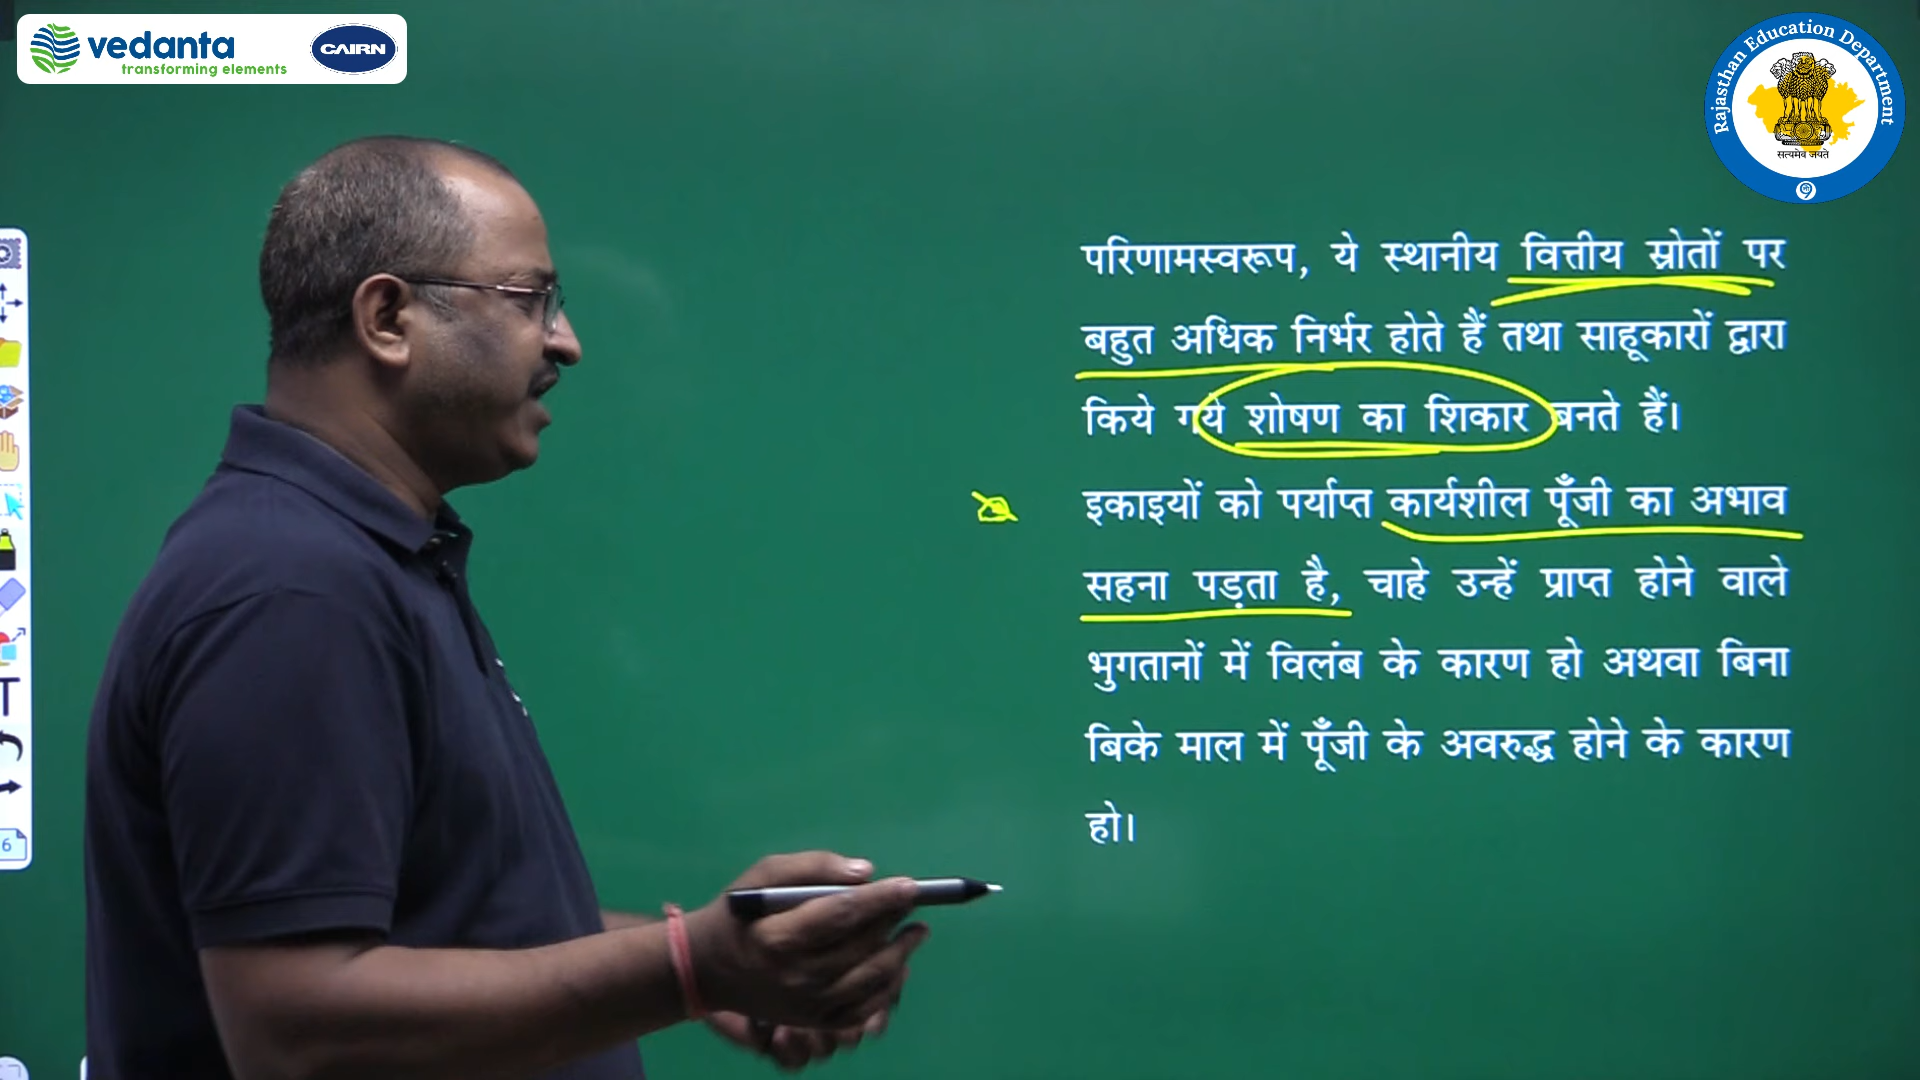 vedanta
transforming elements
CAIRN
Rajasthan Education Department
सत्यमेव जयते
परिणामस्वरूप, ये स्थानीय वित्तीय स्रोतों पर
बहुत अधिक निर्भर होते हैं तथा साहूकारों द्वारा
किये गये शोषण का शिकार बनते हैं।
इकाइयों को पर्याप्त कार्यशील पूँजी का अभाव
सहना पड़ता है, चाहे उन्हें प्राप्त होने वाले
भुगतानों में विलंब के कारण हो अथवा बिना
बिके माल में पूँजी के अवरुद्ध होने के कारण
हो।
T
6